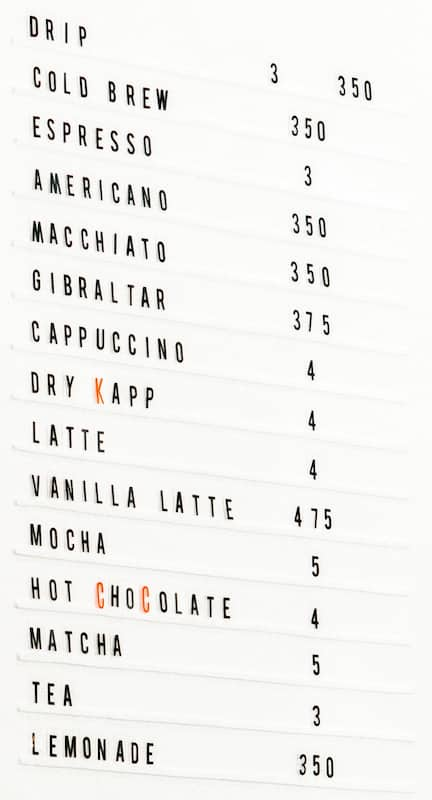 DRIP 3 350
COLD BREW 350
ESPRESSO 3
AMERICANO 350
MACCHIATO 350
GIBRALTAR 375
CAPPUCCINO 4
DRY KAPP 4
LATTE 4
VANILLA LATTE 475
MOCHA 5
HOT CHOCOLATE 4
MATCHA 5
TEA 3
LEMONADE 350